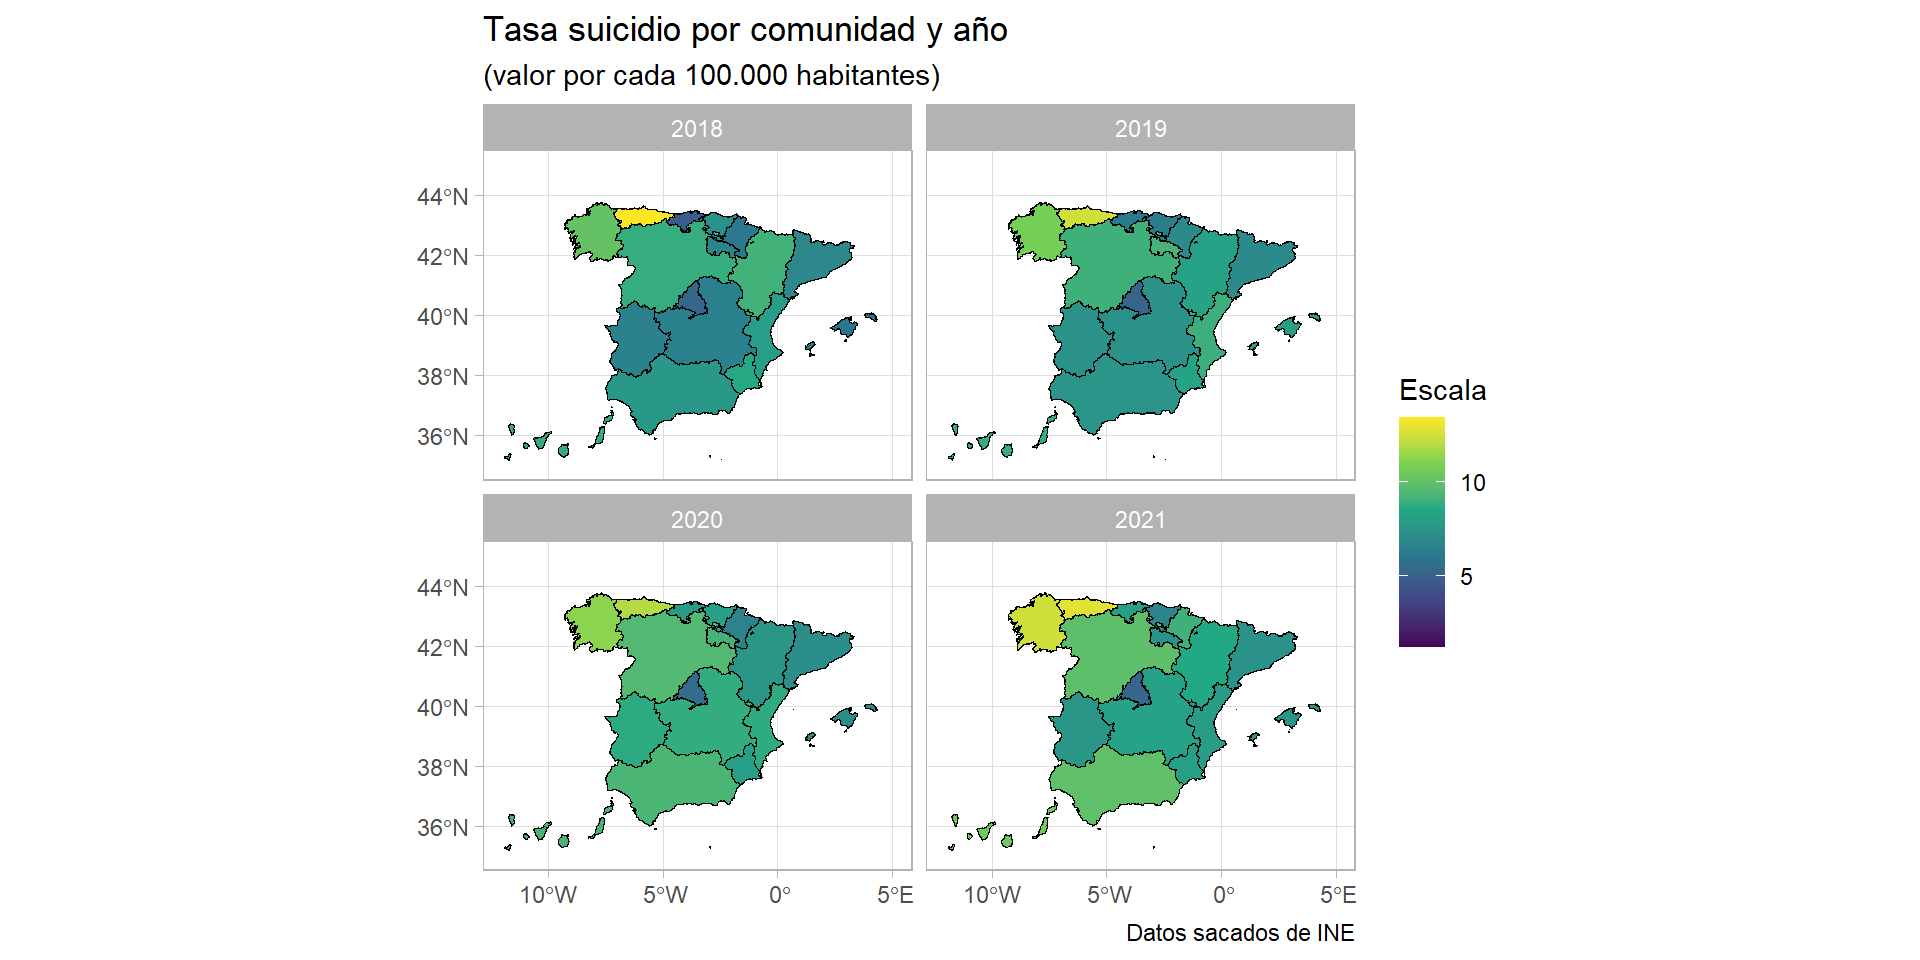 Tasa suicidio por comunidad y año
(valor por cada 100.000 habitantes)
2018
2019
44°N
42°N
40°N
38°N
36°N
Escala
10
5
2020
2021
44°N
42°N
40°N
38°N
36°N
10°W
5°W
0°
5°E
10°W
5°W
0°
5°E
Datos sacados de INE